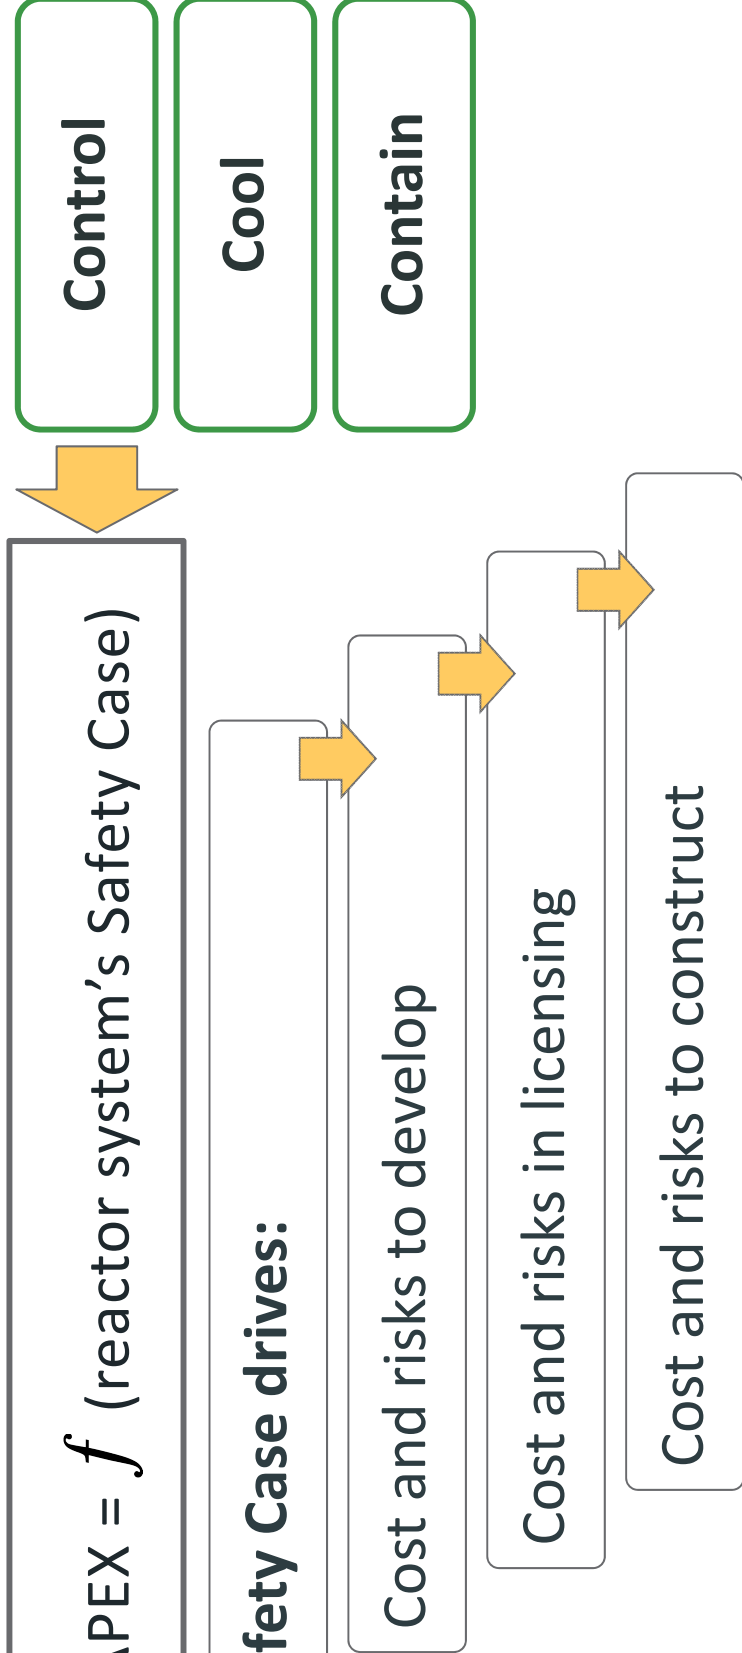 Control
Cool
Contain
APEX = f (reactor system’s Safety Case)
fety Case drives:
Cost and risks to develop
Cost and risks in licensing
Cost and risks to construct